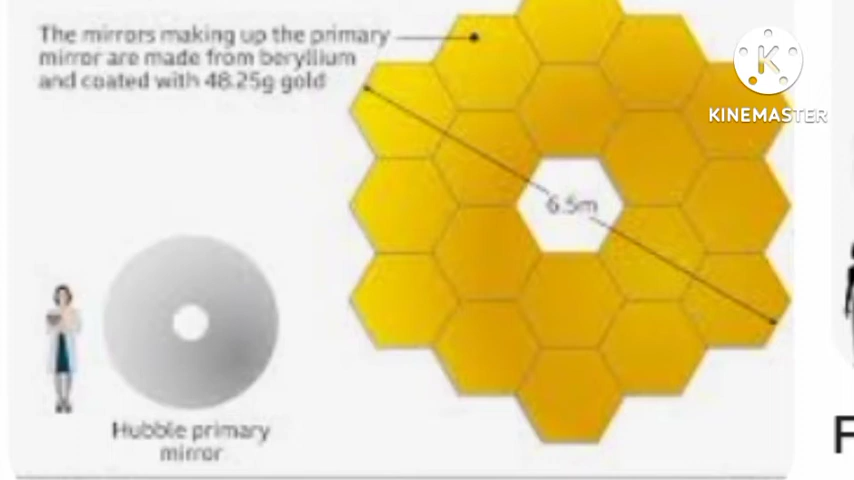 The mirrors making up the primary
mirror are made from beryllium
and coated with 48.25g gold
K
KINEMASTER
6.5m
Hubble primary
mirror
F